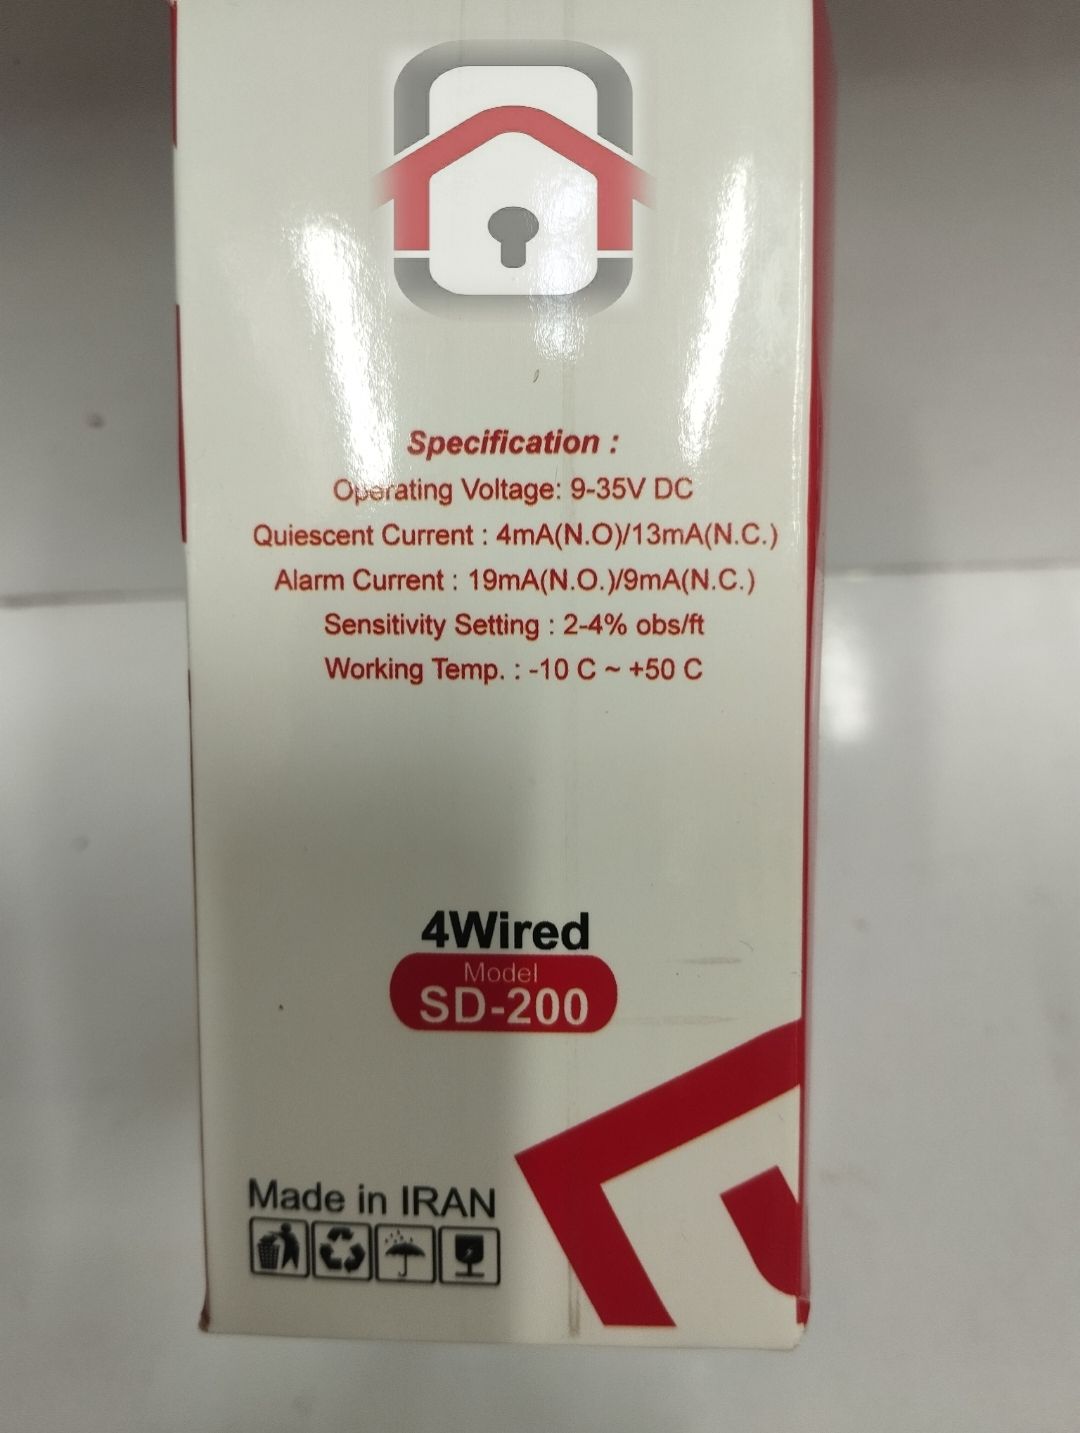 Specification :
Operating Voltage: 9-35V DC
Quiescent Current : 4mA(N.O)/13mA(N.C.)
Alarm Current : 19mA(N.O.)/9mA(N.C.)
Sensitivity Setting : 2-4% obs/ft
Working Temp. : -10 C ~ +50 C
4Wired
Model
SD-200
Made in IRAN